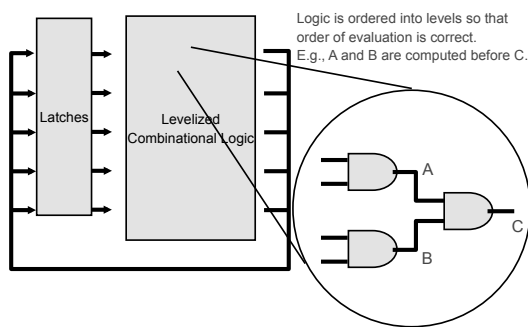 Logic is ordered into levels so that
order of evaluation is correct.
E.g., A and B are computed before C.
Latches
Levelized
Combinational Logic
A
C
B